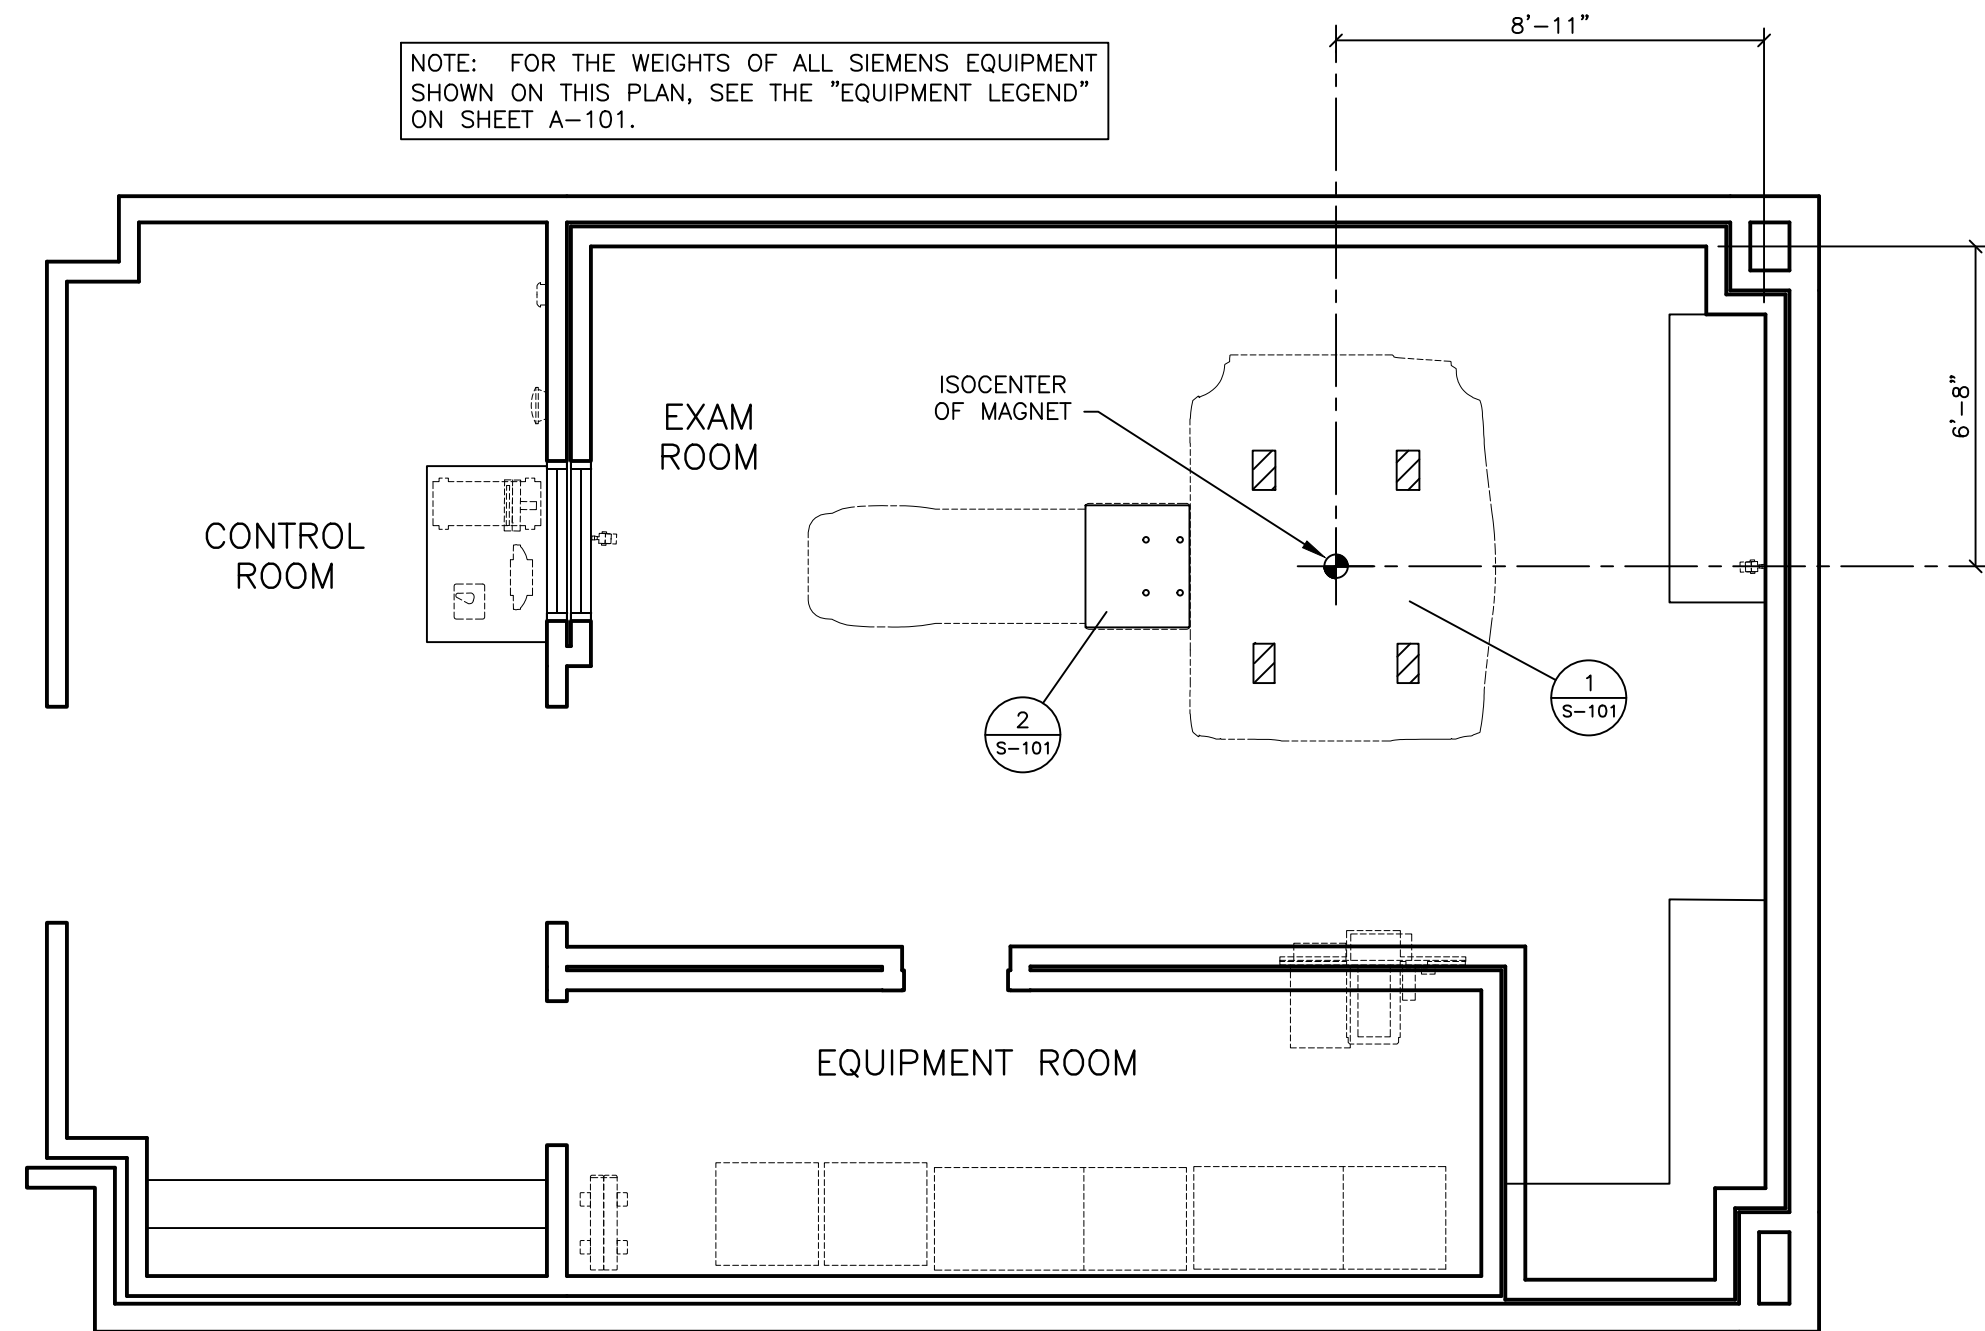 8'-11"
NOTE: FOR THE WEIGHTS OF ALL SIEMENS EQUIPMENT
SHOWN ON THIS PLAN, SEE THE "EQUIPMENT LEGEND"
ON SHEET A-101.
6'-8"
ISOCENTER
OF MAGNET
EXAM
ROOM
CONTROL
ROOM
1
S-101
2
S-101
EQUIPMENT ROOM